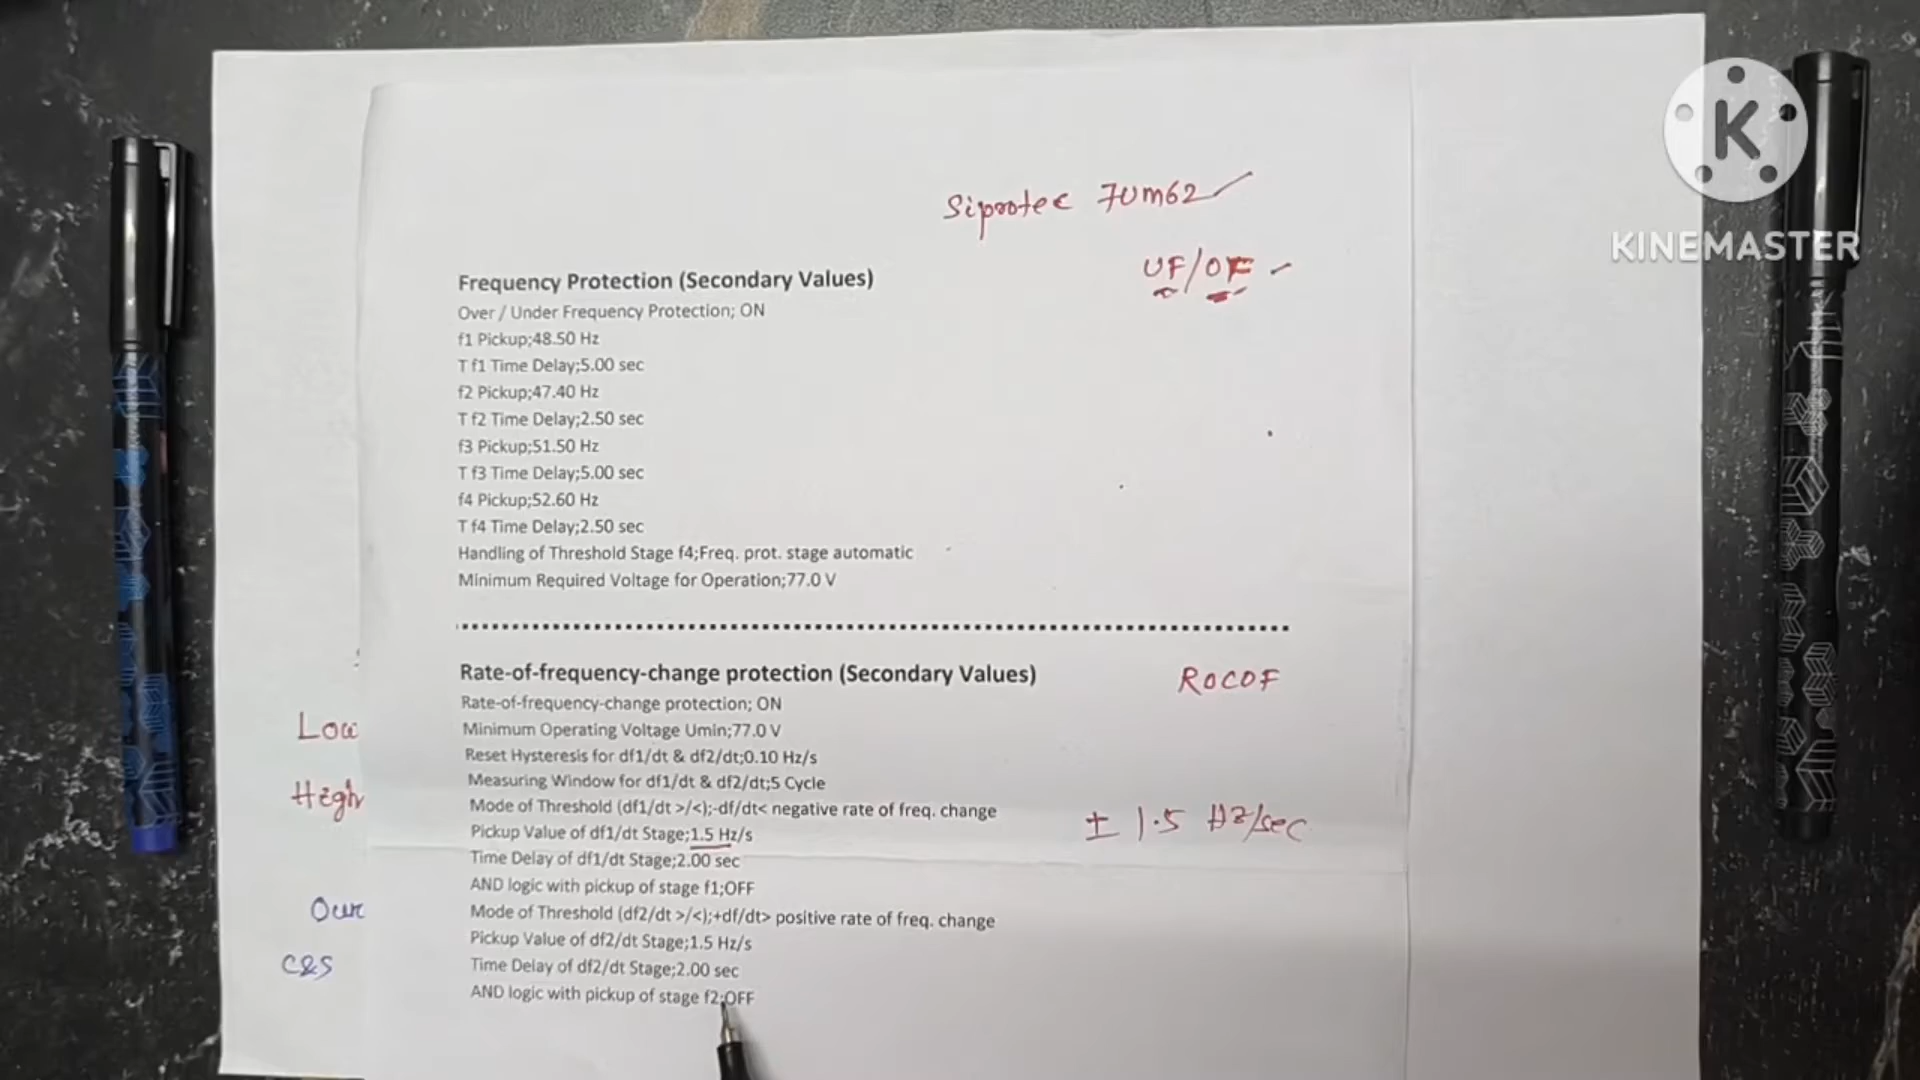 K
KINEMASTER
Siprotec 7UM62
UF/OF
Frequency Protection (Secondary Values)
Over / Under Frequency Protection; ON
f1 Pickup;48.50 Hz
T f1 Time Delay;5.00 sec
f2 Pickup;47.40 Hz
T f2 Time Delay;2.50 sec
f3 Pickup;51.50 Hz
T f3 Time Delay;5.00 sec
f4 Pickup;52.60 Hz
T f4 Time Delay;2.50 sec
Handling of Threshold Stage f4;Freq. prot. stage automatic
Minimum Required Voltage for Operation;77.0 V
Rate-of-frequency-change protection (Secondary Values)
ROCOF
Rate-of-frequency-change protection; ON
Minimum Operating Voltage Umin;77.0 V
Reset Hysteresis for df1/dt & df2/dt;0.10 Hz/s
Measuring Window for df1/dt & df2/dt;5 Cycle
Mode of Threshold (df1/dt >/<);-df/dt< negative rate of freq. change
Pickup Value of df1/dt Stage;1.5 Hz/s
± 1.5 Hz/sec
Time Delay of df1/dt Stage;2.00 sec
AND logic with pickup of stage f1;OFF
Mode of Threshold (df2/dt >/<);+df/dt> positive rate of freq. change
Pickup Value of df2/dt Stage;1.5 Hz/s
Time Delay of df2/dt Stage;2.00 sec
AND logic with pickup of stage f2;OFF
Low
High
Our
C&S